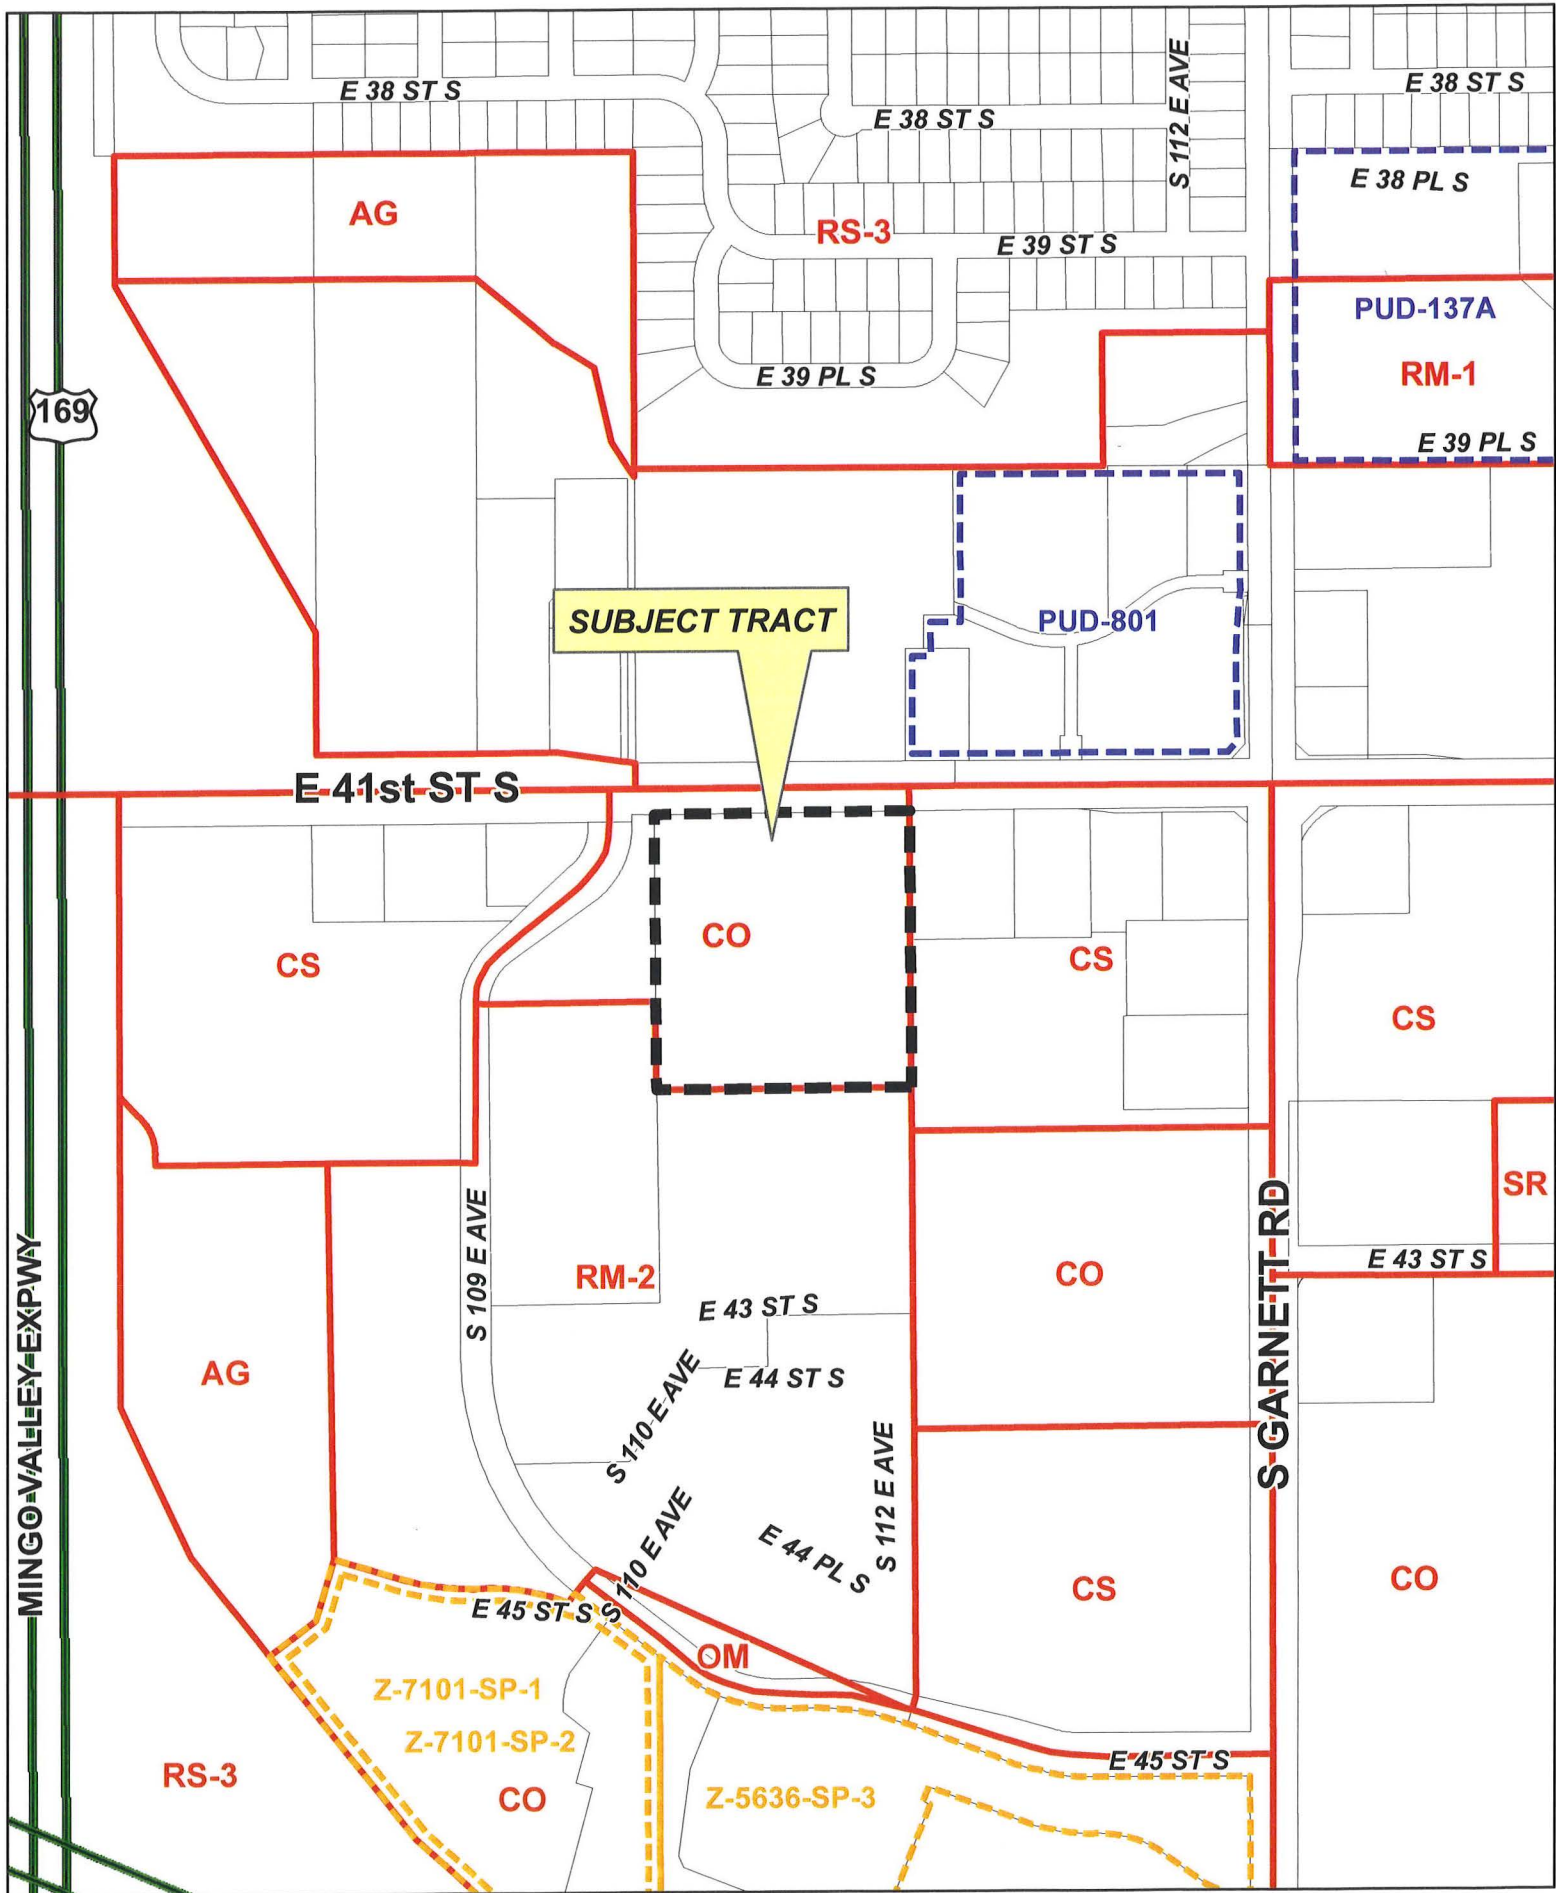 E 38 ST S
E 38 ST S
E 38 ST S
S 112 E AVE
E 38 PL S
AG
RS-3
E 39 ST S
PUD-137A
RM-1
E 39 PL S
E 39 PL S
169
SUBJECT TRACT
PUD-801
E 41st ST S
CO
CS
CS
CS
SR
S 109 E AVE
RM-2
CO
E 43 ST S
E 43 ST S
S GARNETT RD
MINGO VALLEY EXPWY
AG
E 44 ST S
S 110 E AVE
S 112 E AVE
S 110 E AVE
E 44 PL S
CS
CO
E 45 ST S
OM
Z-7101-SP-1
Z-7101-SP-2
RS-3
CO
Z-5636-SP-3
E 45 ST S